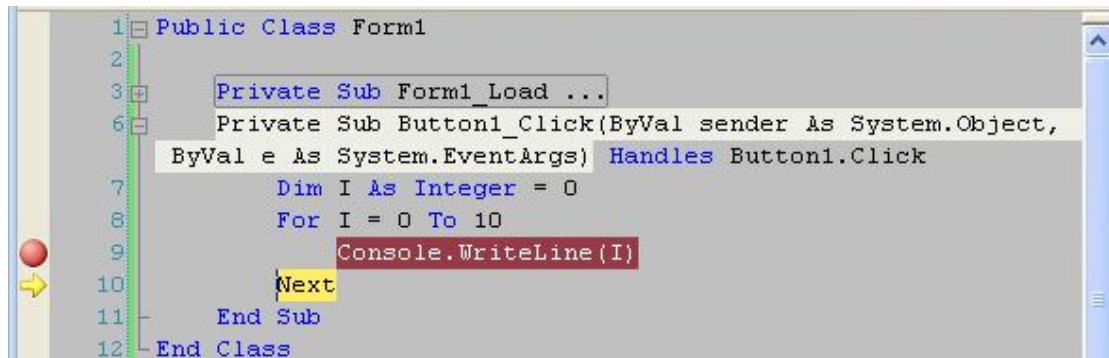 1 Public Class Form1
2
3 Private Sub Form1_Load ...
6 Private Sub Button1_Click(ByVal sender As System.Object,
ByVal e As System.EventArgs) Handles Button1.Click
7 Dim I As Integer = 0
8 For I = 0 To 10
9 Console.WriteLine(I)
10 Next
11 End Sub
12 End Class